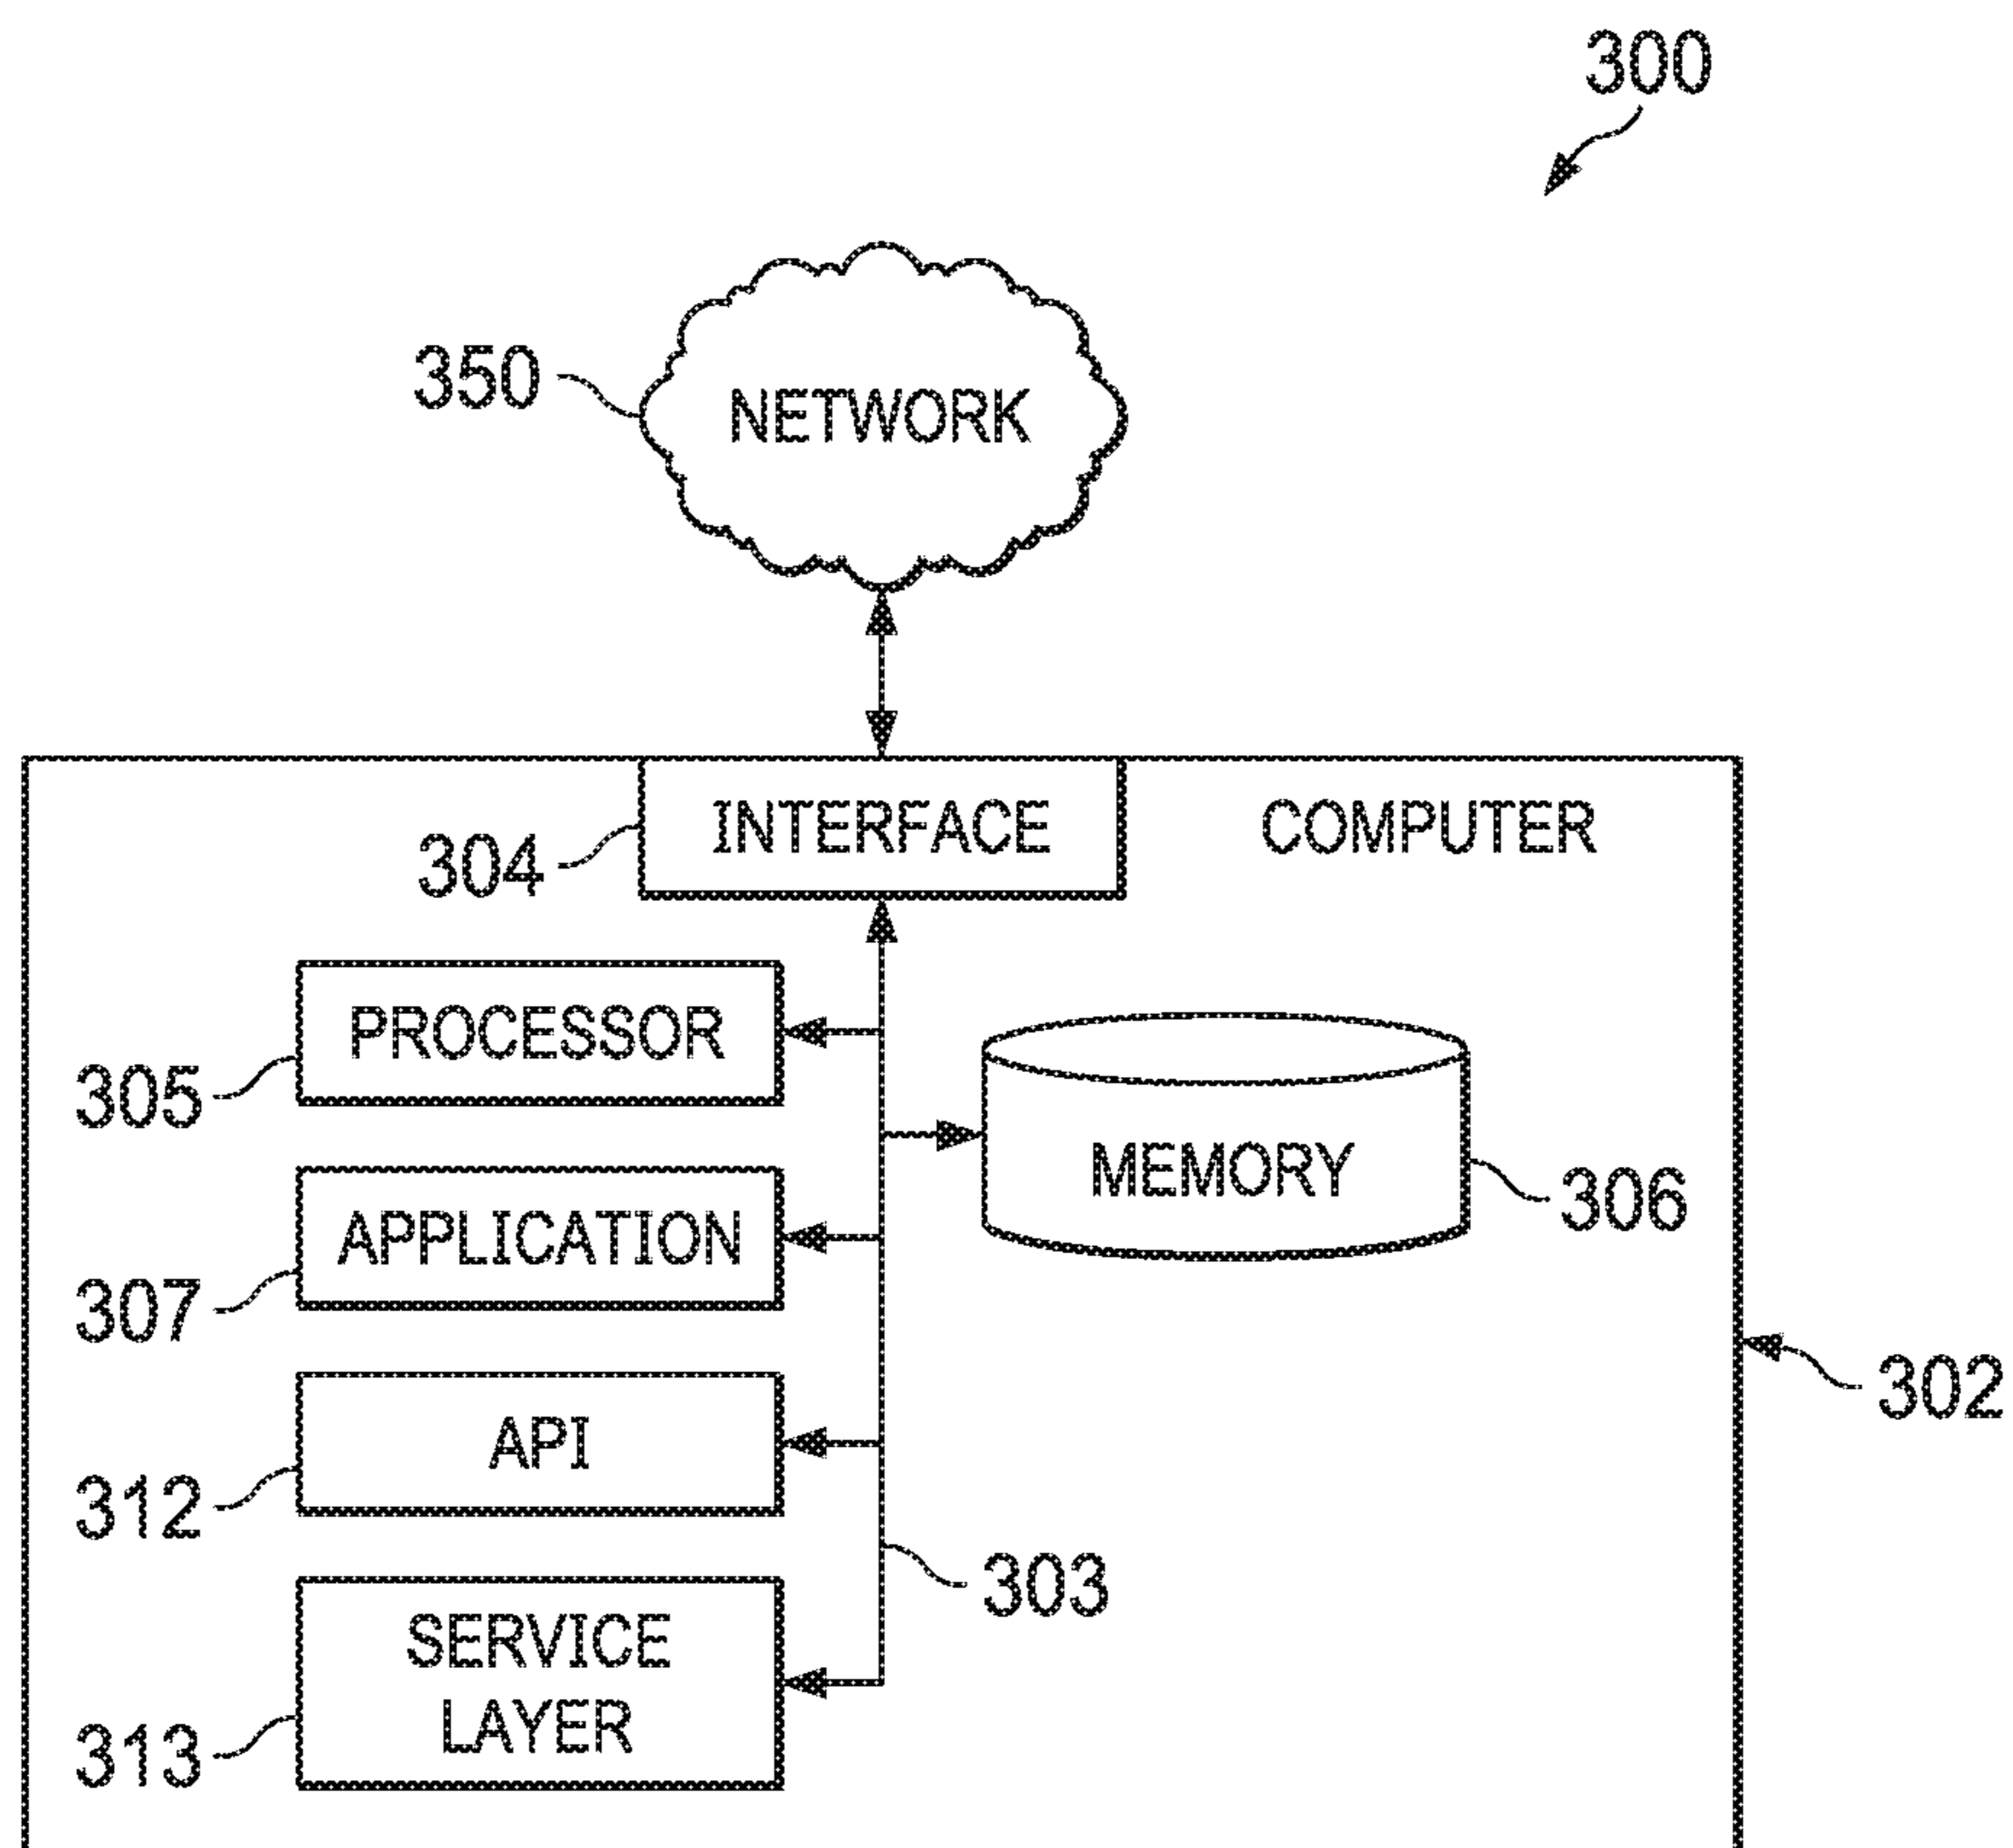 300
350
NETWORK
INTERFACE
COMPUTER
304
PROCESSOR
305
MEMORY
306
APPLICATION
307
302
API
312
303
SERVICE
LAYER
313